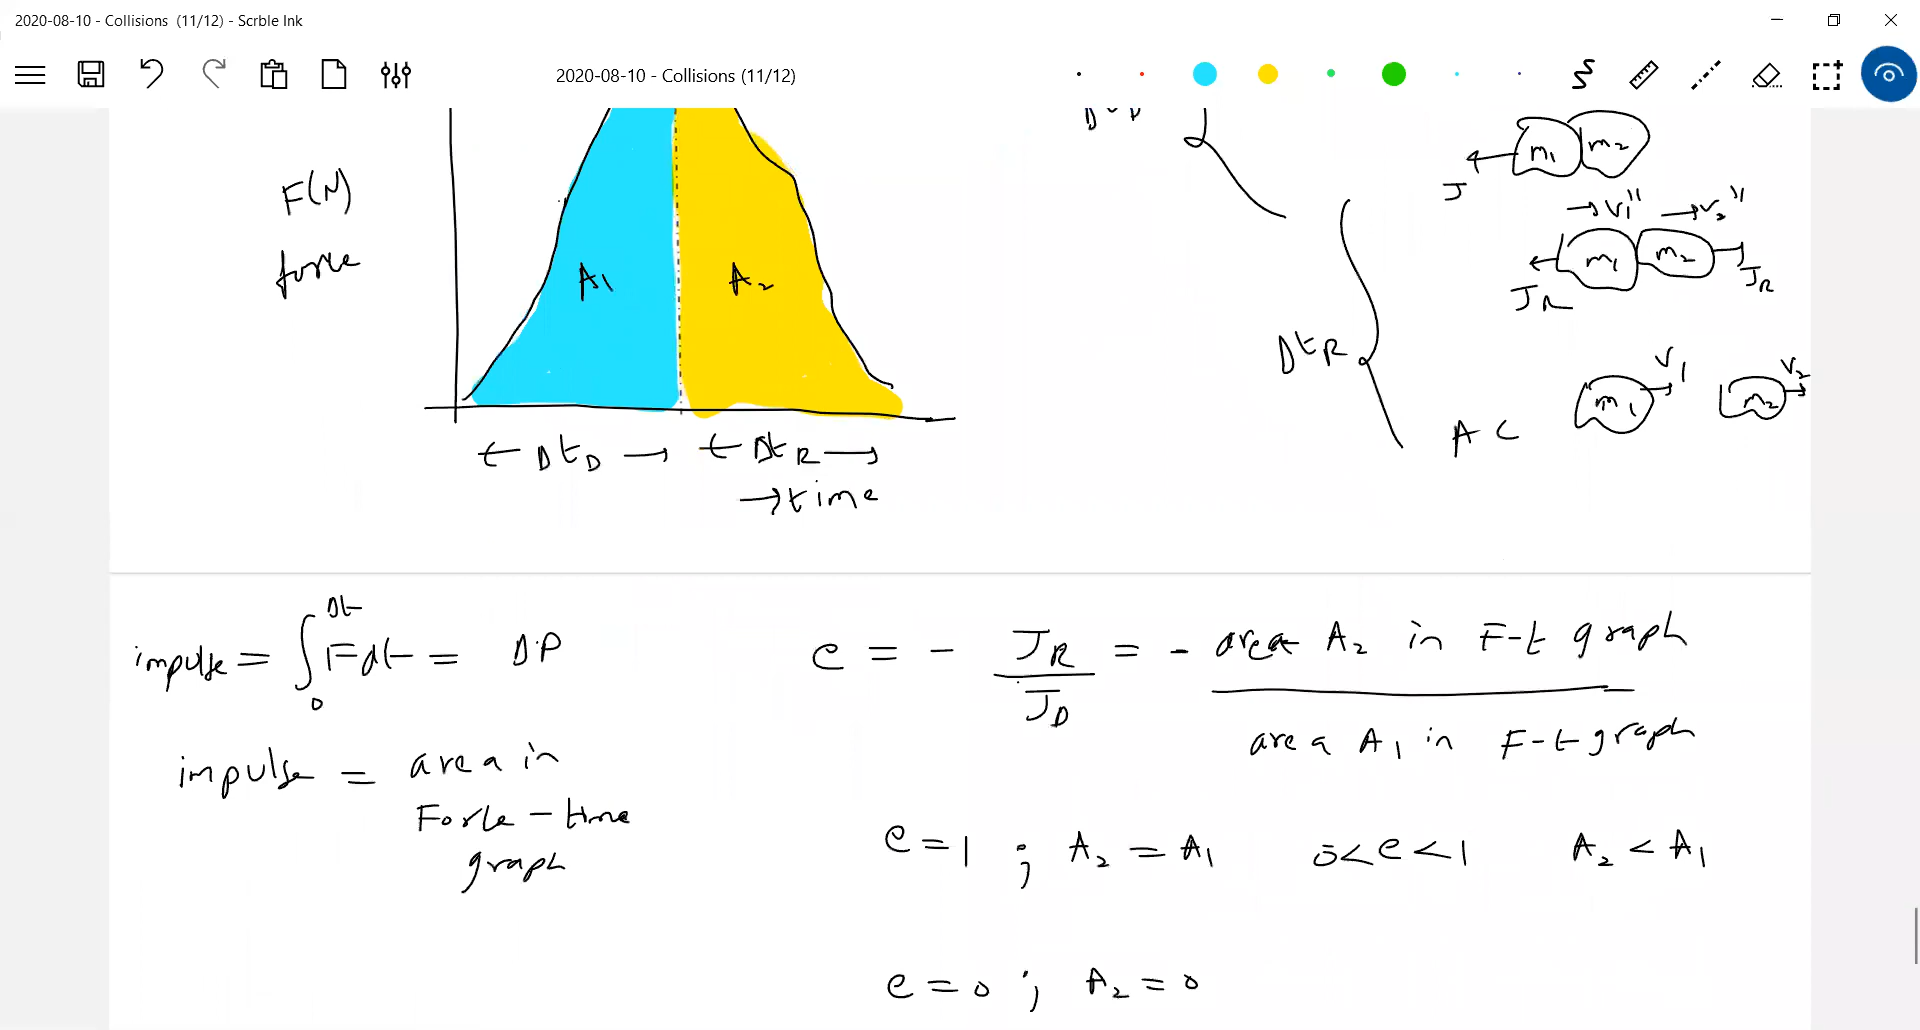 2020-08-10 - Collisions (11/12) - Scrble Ink
2020-08-10 - Collisions (11/12)
F(N)
force
A1
A2
← Δt_D →
← Δt_R →
→ time
m1 m2
J
→ v1'' → v2''
m1 m2
J_R J_R
Δt_R
v1 v2
m1 m2
AC
impulse = ∫_0^Δt Fdt = ΔP
impulse = area in
Force - time
graph
e = - J_R/J_D = - area A2 in F-t graph
area A1 in F-t graph
e = 1 ; A2 = A1 0 < e < 1 A2 < A1
e = 0 ; A2 = 0